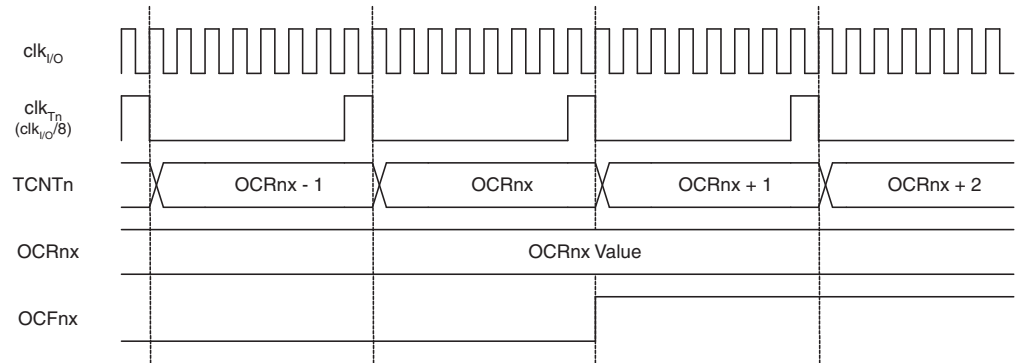 clkI/O
clkTn
(clkI/O/8)
TCNTn OCRnx - 1 OCRnx OCRnx + 1 OCRnx + 2
OCRnx OCRnx Value
OCFnx